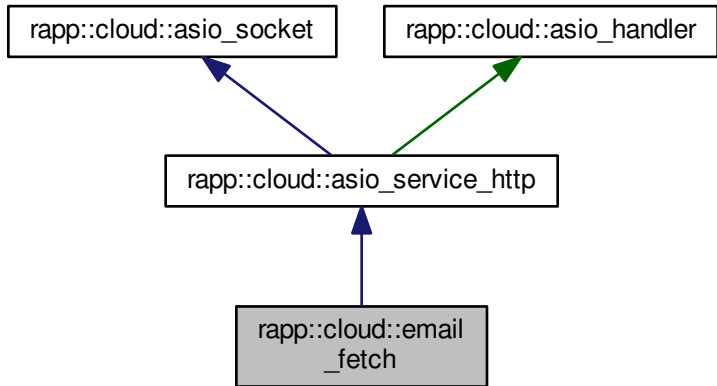 rapp::cloud::asio_socket
rapp::cloud::asio_handler
rapp::cloud::asio_service_http
rapp::cloud::email
_fetch